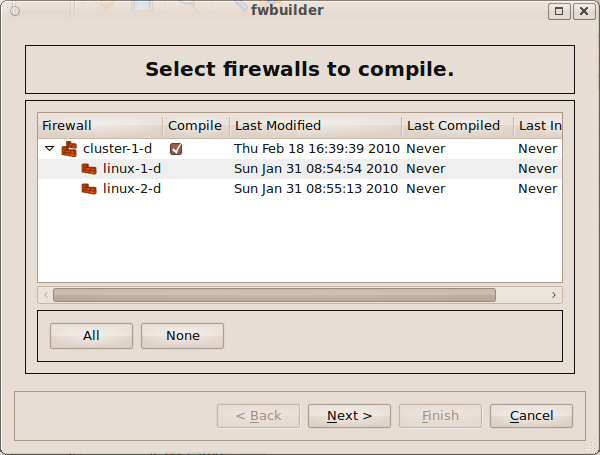 fwbuilder
Select firewalls to compile.
Firewall Compile Last Modified Last Compiled Last In
cluster-1-d Thu Feb 18 16:39:39 2010 Never Never
linux-1-d Sun Jan 31 08:54:54 2010 Never Never
linux-2-d Sun Jan 31 08:55:13 2010 Never Never
All None
< Back Next > Finish Cancel